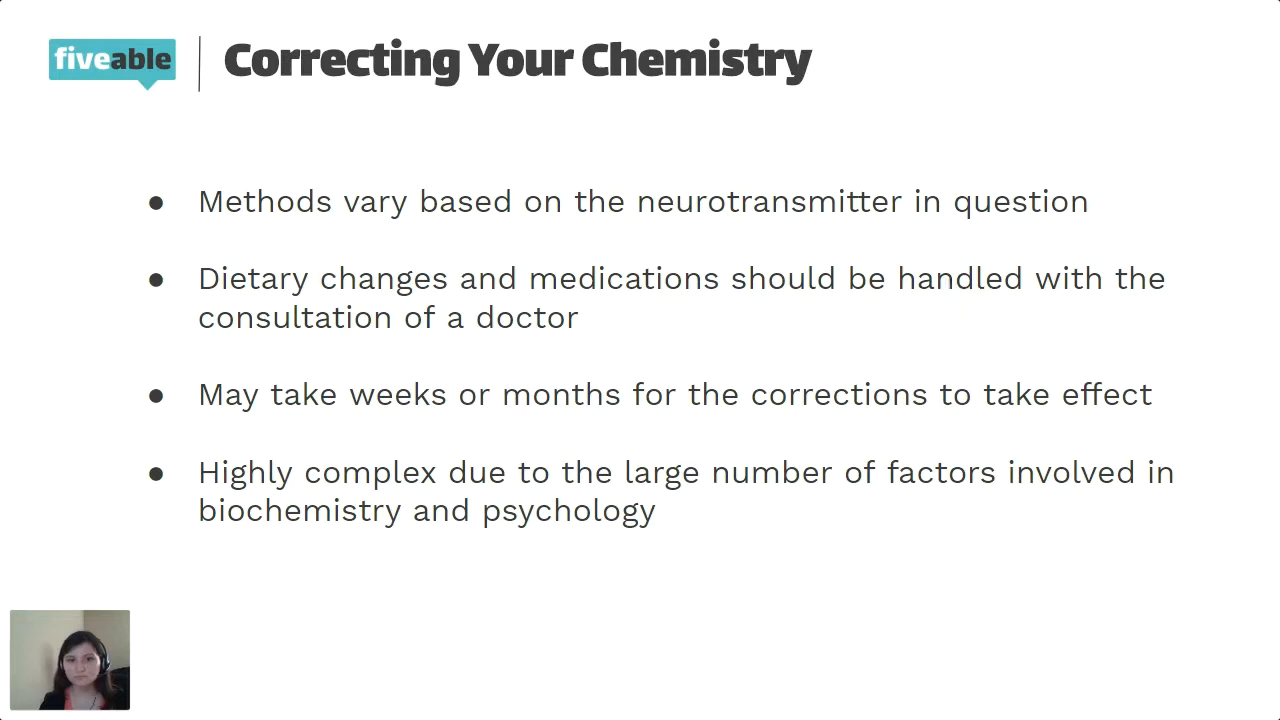 fiveable
Correcting Your Chemistry
● Methods vary based on the neurotransmitter in question
● Dietary changes and medications should be handled with the
consultation of a doctor
● May take weeks or months for the corrections to take effect
● Highly complex due to the large number of factors involved in
biochemistry and psychology